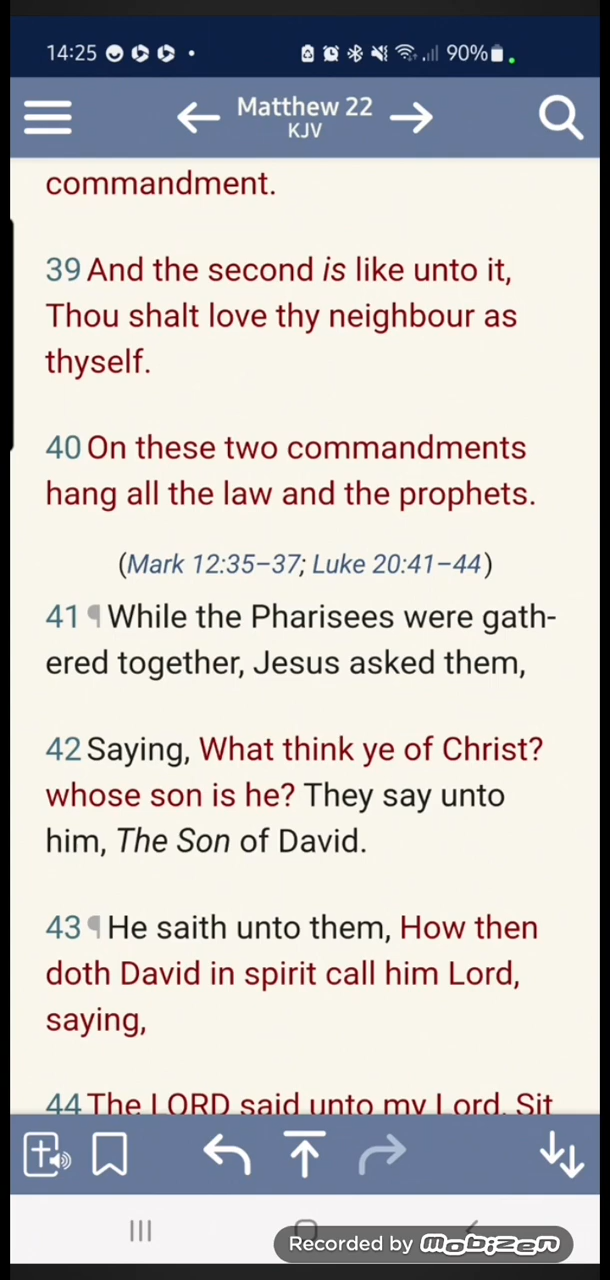 14:25
90%
Matthew 22
KJV
commandment.
39 And the second is like unto it,
Thou shalt love thy neighbour as
thyself.
40 On these two commandments
hang all the law and the prophets.
(Mark 12:35–37; Luke 20:41–44)
41 ¶ While the Pharisees were gath-
ered together, Jesus asked them,
42 Saying, What think ye of Christ?
whose son is he? They say unto
him, The Son of David.
43 ¶ He saith unto them, How then
doth David in spirit call him Lord,
saying,
44 The LORD said unto my Lord, Sit
Recorded by mobizen